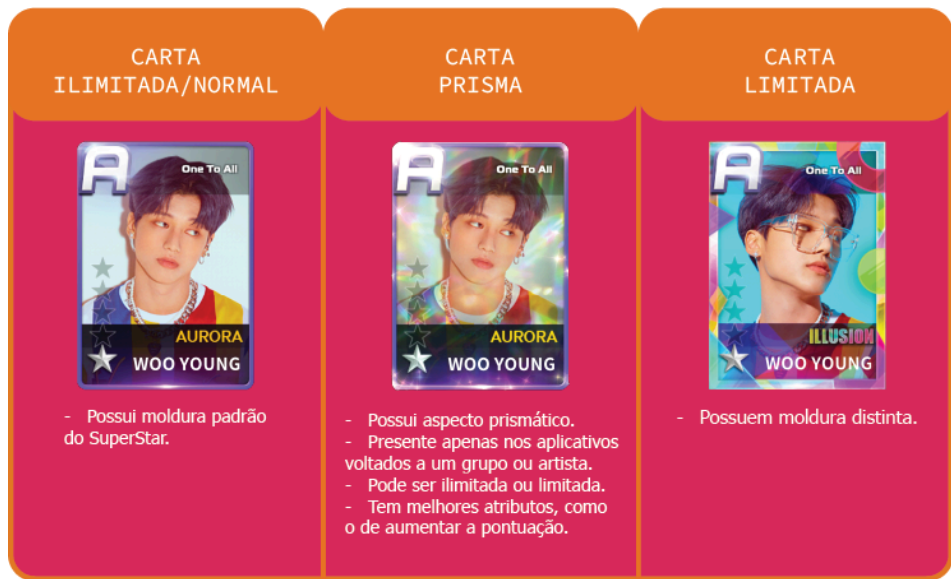 CARTA
ILIMITADA/NORMAL
A
One To All
AURORA
WOO YOUNG
- Possui moldura padrão
do SuperStar.
CARTA
PRISMA
A
One To All
AURORA
WOO YOUNG
- Possui aspecto prismático.
- Presente apenas nos aplicativos
voltados a um grupo ou artista.
- Pode ser ilimitada ou limitada.
- Tem melhores atributos, como
o de aumentar a pontuação.
CARTA
LIMITADA
A
One To All
ILLUSION
WOO YOUNG
- Possuem moldura distinta.